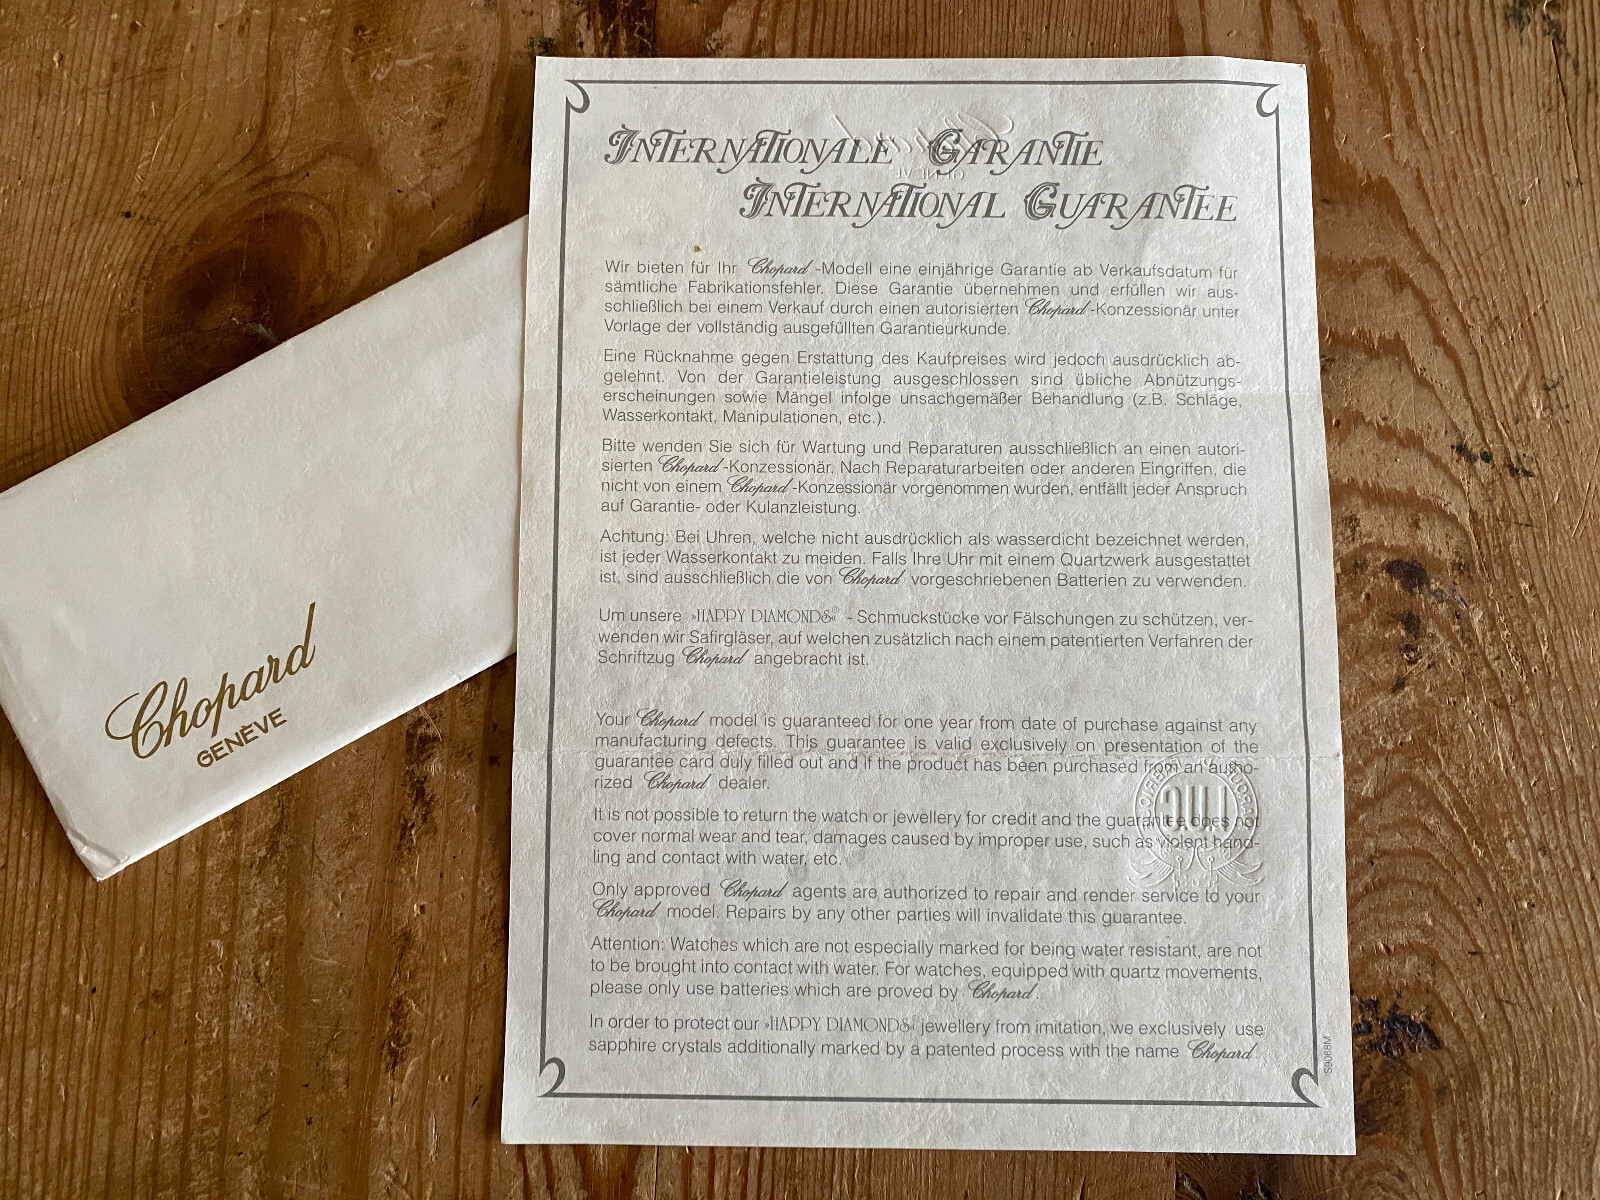 Chopard
GENÈVE
INTERNATIONALE GARANTIE
INTERNATIONAL GUARANTEE
Wir bieten für Ihr Chopard-Modell eine einjährige Garantie ab Verkaufsdatum für
sämtliche Fabrikationsfehler. Diese Garantie übernehmen und erfüllen wir aus-
schließlich bei einem Verkauf durch einen autorisierten Chopard-Konzessionär unter
Vorlage der vollständig ausgefüllten Garantieurkunde.
Eine Rücknahme gegen Erstattung des Kaufpreises wird jedoch ausdrücklich ab-
gelehnt. Von der Garantieleistung ausgeschlossen sind übliche Abnützungs-
erscheinungen sowie Mängel infolge unsachgemäßer Behandlung (z.B. Schläge,
Wasserkontakt, Manipulationen, etc.).
Bitte wenden Sie sich für Wartung und Reparaturen ausschließlich an einen autori-
sierten Chopard-Konzessionär. Nach Reparaturarbeiten oder anderen Eingriffen, die
nicht von einem Chopard-Konzessionär vorgenommen wurden, entfällt jeder Anspruch
auf Garantie- oder Kulanzleistung.
Achtung: Bei Uhren, welche nicht ausdrücklich als wasserdicht bezeichnet werden,
ist jeder Wasserkontakt zu meiden. Falls Ihre Uhr mit einem Quartzwerk ausgestattet
ist, sind ausschließlich die von Chopard vorgeschriebenen Batterien zu verwenden.
Um unsere »HAPPY DIAMONDS«® - Schmuckstücke vor Fälschungen zu schützen, ver-
wenden wir Safirgläser, auf welchen zusätzlich nach einem patentierten Verfahren der
Schriftzug Chopard angebracht ist.
Your Chopard model is guaranteed for one year from date of purchase against any
manufacturing defects. This guarantee is valid exclusively on presentation of the
guarantee card duly filled out and if the product has been purchased from an autho-
rized Chopard dealer.
It is not possible to return the watch or jewellery for credit and the guarantee does not
cover normal wear and tear, damages caused by improper use, such as violent hand-
ling and contact with water, etc.
Only approved Chopard agents are authorized to repair and render service to your
Chopard model. Repairs by any other parties will invalidate this guarantee.
Attention: Watches which are not especially marked for being water resistant, are not
to be brought into contact with water. For watches, equipped with quartz movements,
please only use batteries which are proved by Chopard.
In order to protect our »HAPPY DIAMONDS« jewellery from imitation, we exclusively use
sapphire crystals additionally marked by a patented process with the name Chopard.
S9068M